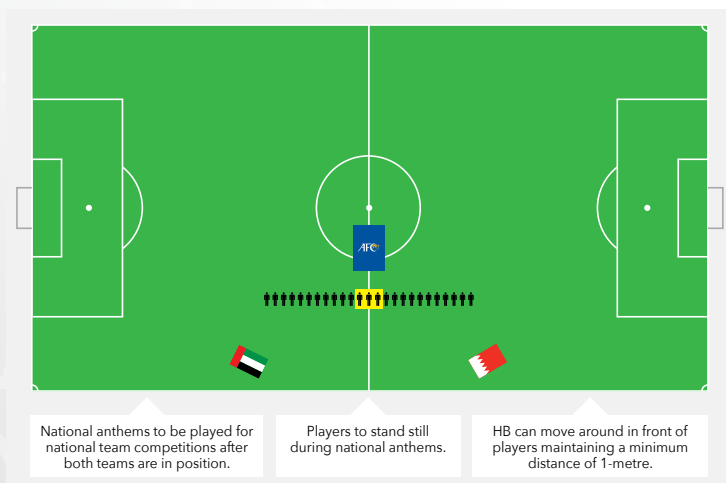 AFC
National anthems to be played for
national team competitions after
both teams are in position.
Players to stand still
during national anthems.
HB can move around in front of
players maintaining a minimum
distance of 1-metre.